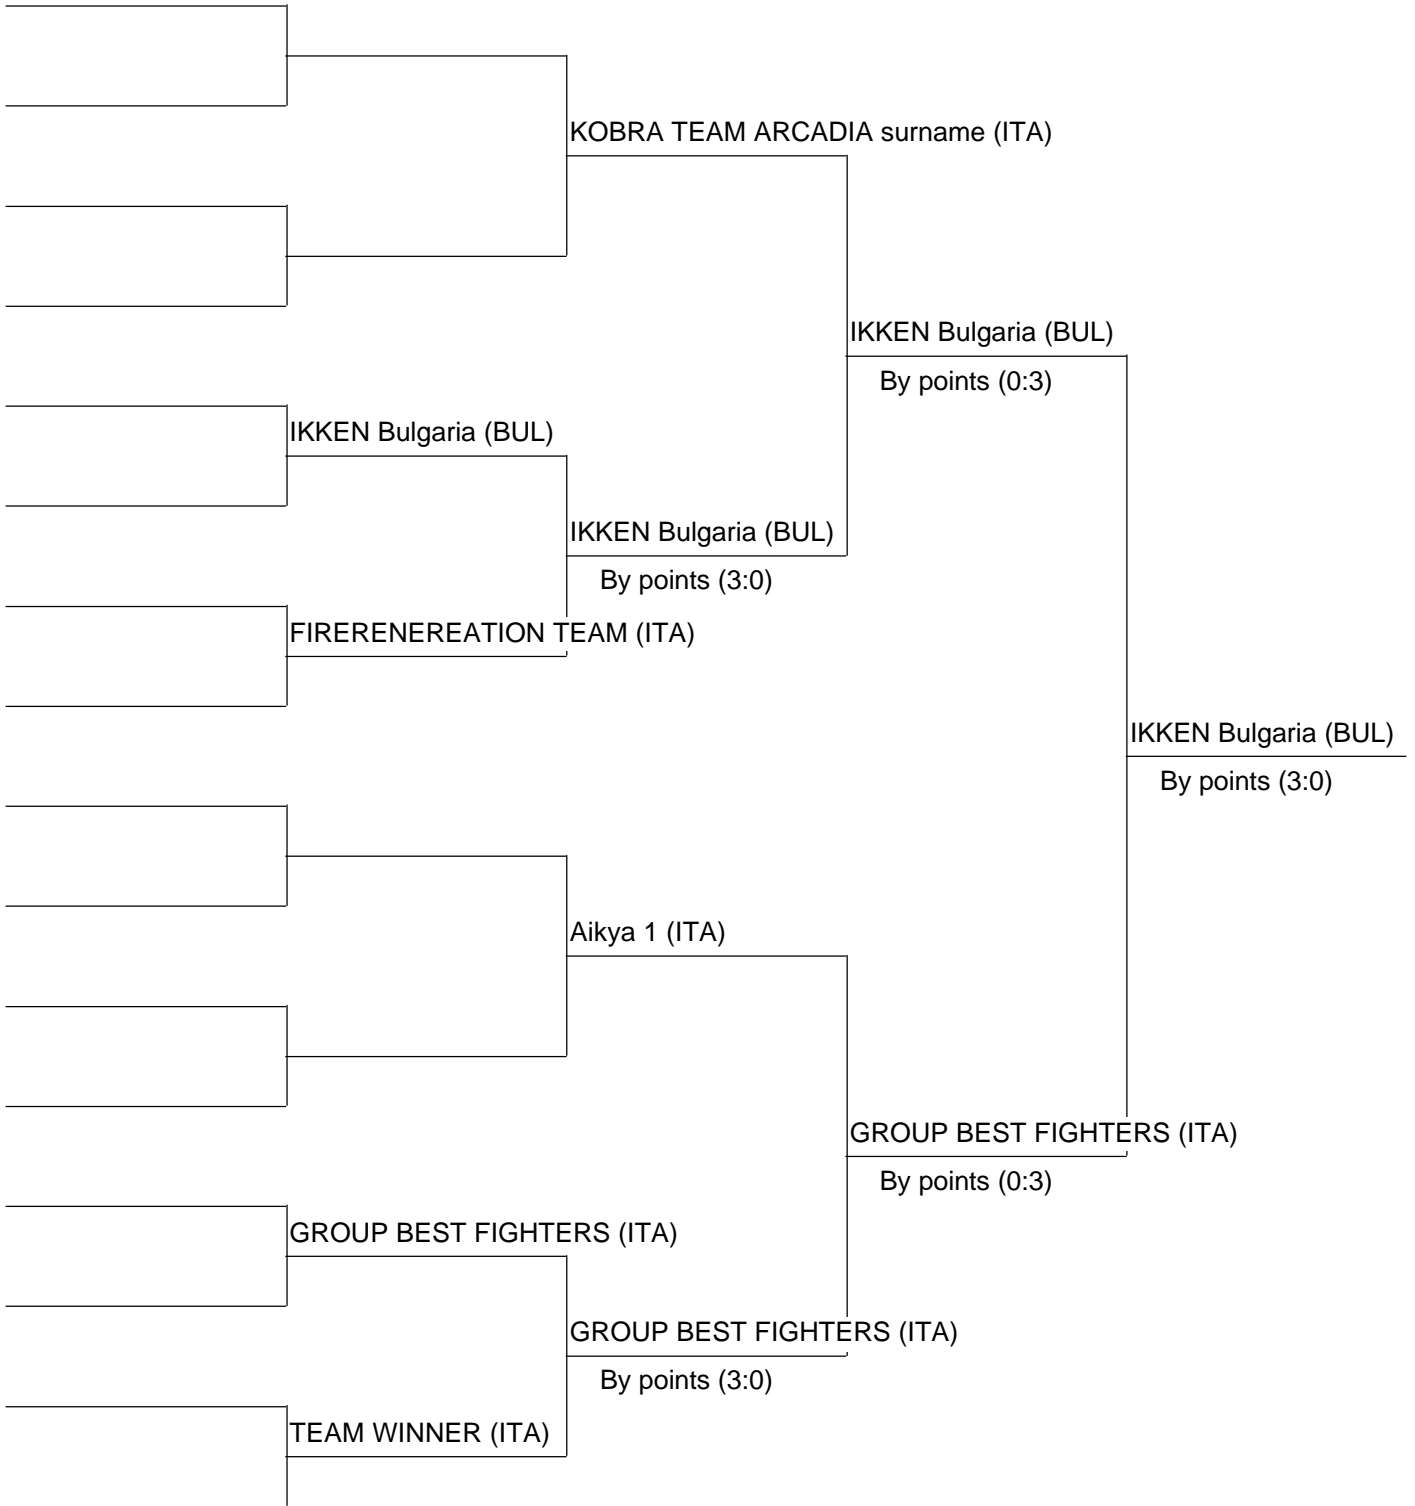 KOBRA TEAM ARCADIA surname (ITA)
IKKEN Bulgaria (BUL)
By points (0:3)
IKKEN Bulgaria (BUL)
IKKEN Bulgaria (BUL)
By points (3:0)
FIRERENEREATION TEAM (ITA)
IKKEN Bulgaria (BUL)
By points (3:0)
Aikya 1 (ITA)
GROUP BEST FIGHTERS (ITA)
By points (0:3)
GROUP BEST FIGHTERS (ITA)
GROUP BEST FIGHTERS (ITA)
By points (3:0)
TEAM WINNER (ITA)